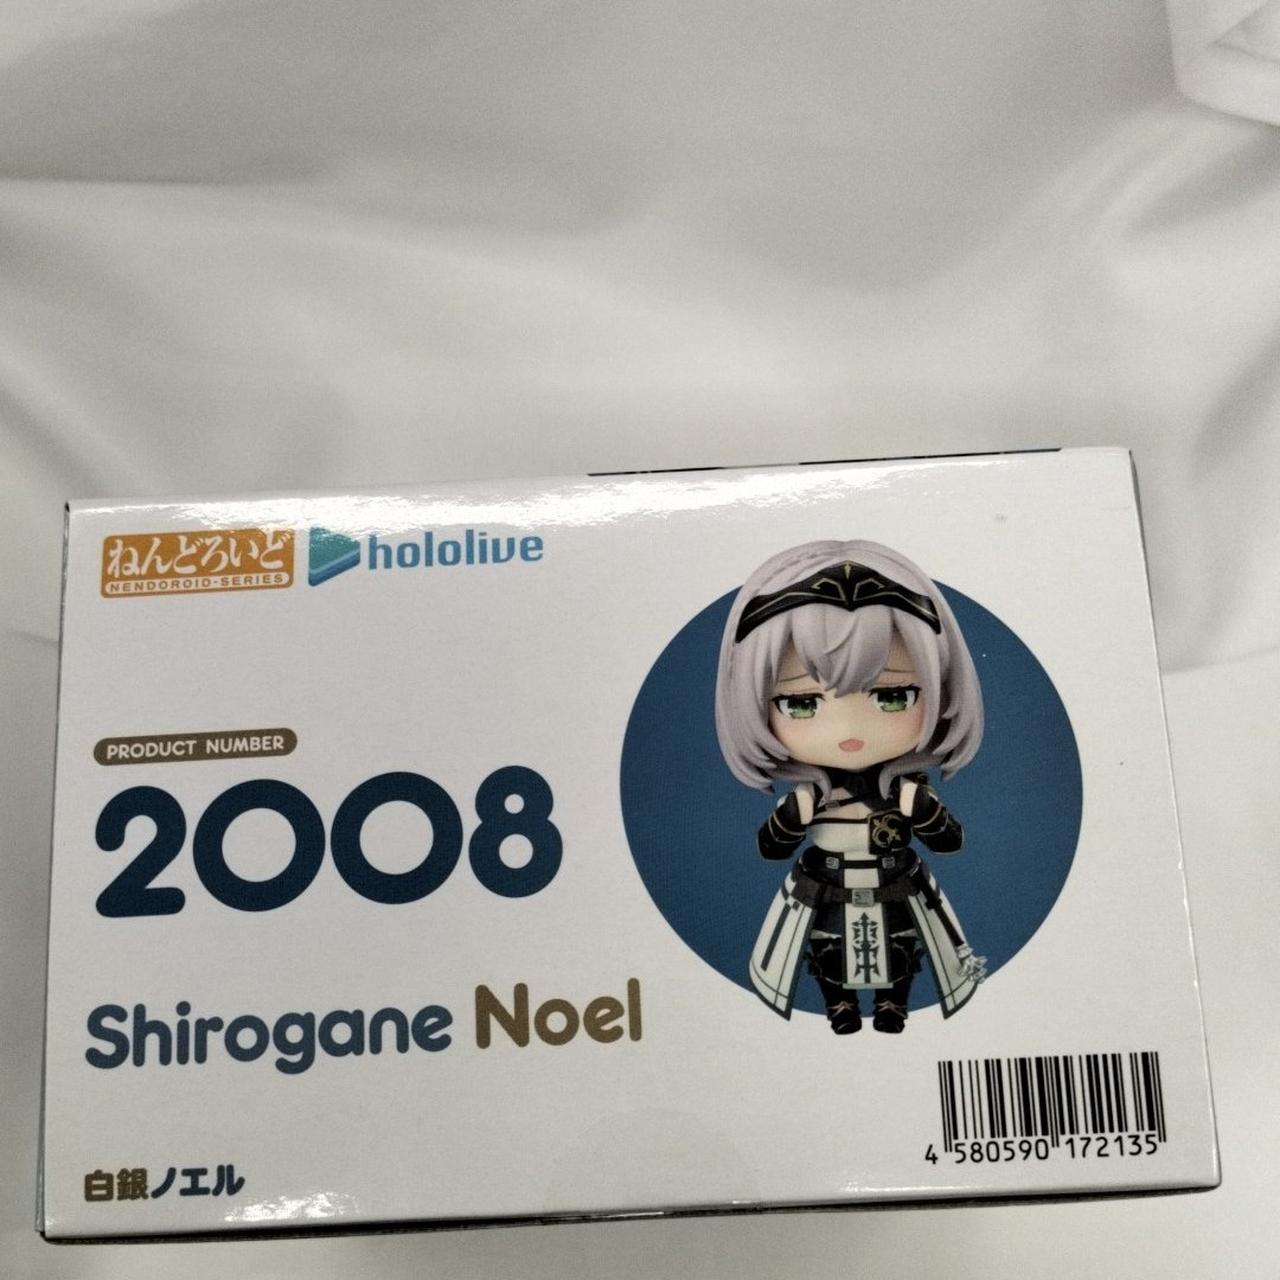 ねんどろいど
NENDOROID-SERIES
hololive
PRODUCT NUMBER
2008
Shirogane Noel
白銀ノエル
4 580590 172135